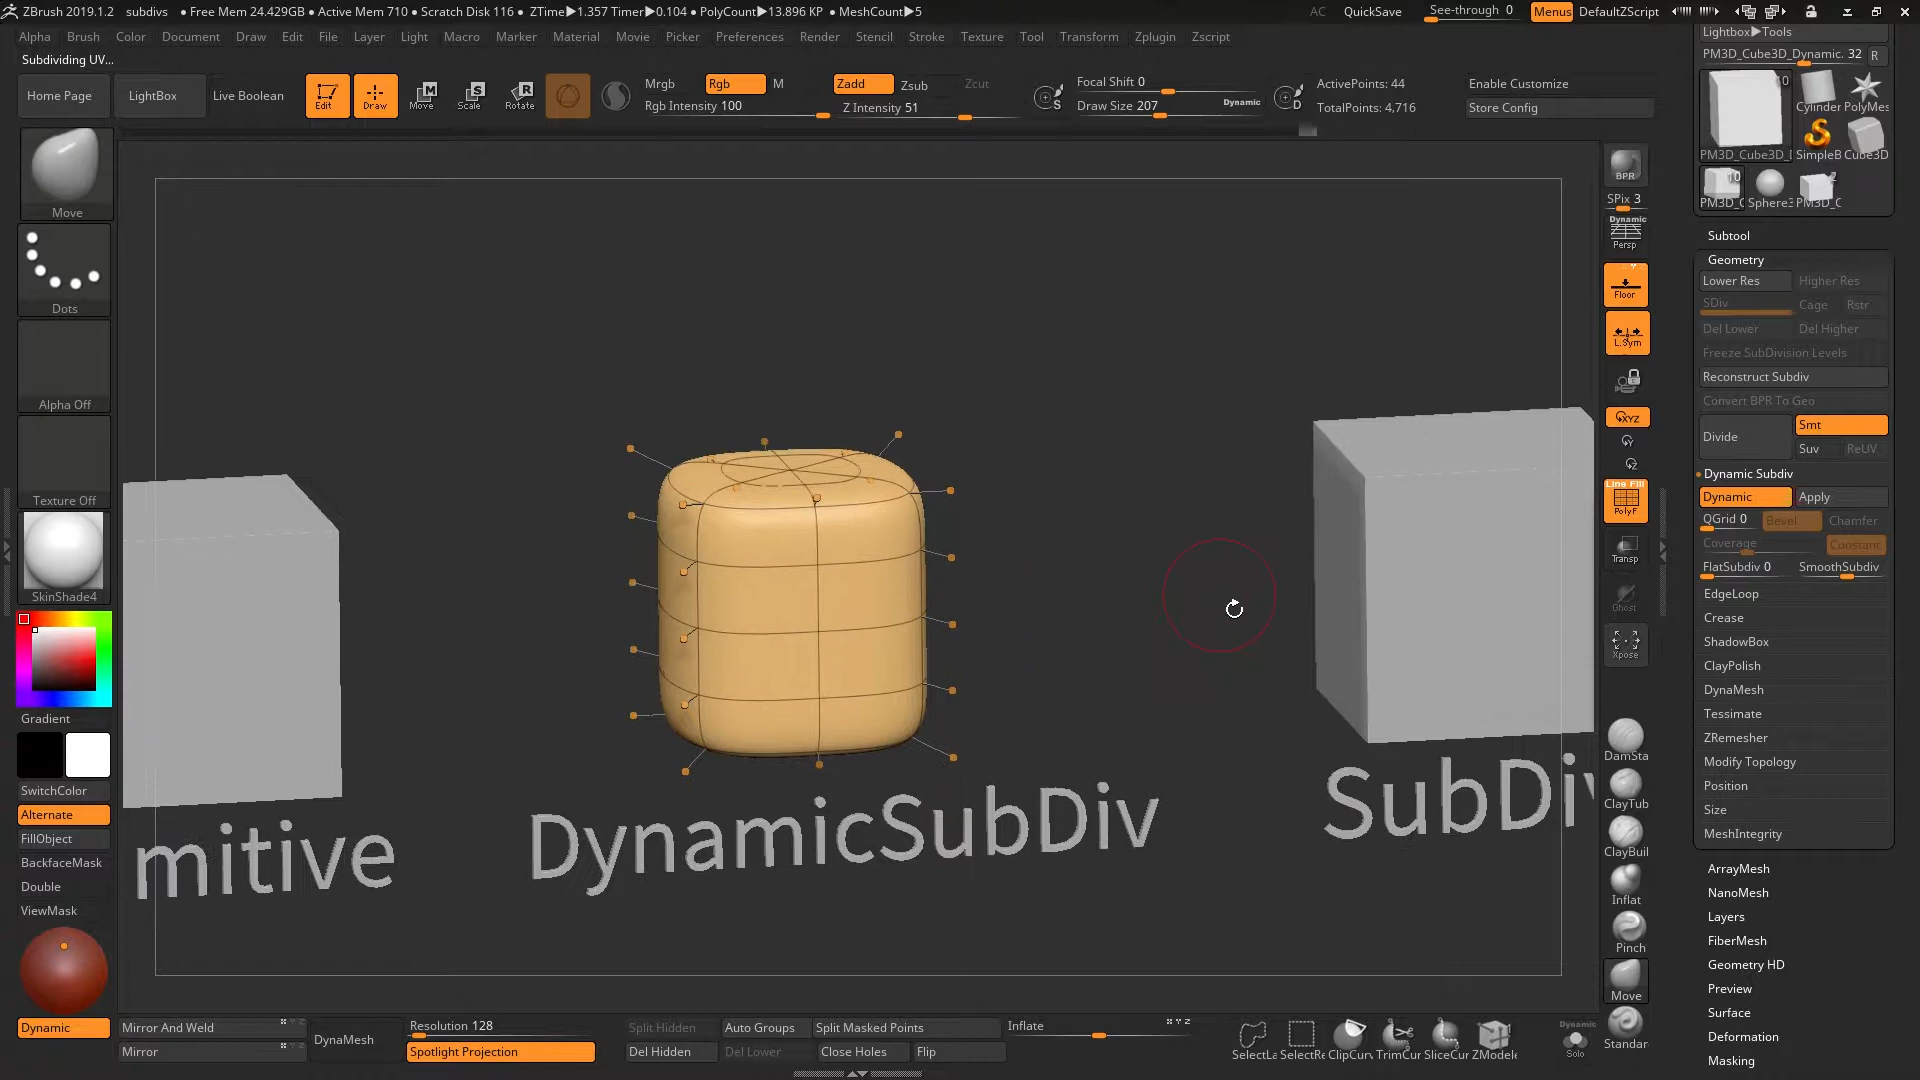 ZBrush 2019.1.2 subdivs ● Free Mem 24.429GB ● Active Mem 710 ● Scratch Disk 116 ● ZTime▶1.357 Timer▶0.104 ● PolyCount▶13.896 KP ● MeshCount▶5 AC QuickSave See-through 0 Menus DefaultZScript
Alpha Brush Color Document Draw Edit File Layer Light Macro Marker Material Movie Picker Preferences Render Stencil Stroke Texture Tool Transform Zplugin Zscript
Subdividing UV...
Home Page LightBox Live Boolean
Edit Draw Move Scale Rotate
Mrgb Rgb M
Rgb Intensity 100
Zadd Zsub Zcut
Z Intensity 51
S
Focal Shift 0
Draw Size 207 Dynamic
D
ActivePoints: 44
TotalPoints: 4,716
Enable Customize
Store Config
Move
Dots
Alpha Off
Texture Off
SkinShade4
Gradient
SwitchColor
Alternate
FillObject
BackfaceMask
Double
ViewMask
Dynamic
mitive
DynamicSubDiv
SubDiv
BPR
SPix 3
Dynamic
Persp
Floor
L.Sym
XYZ
Y
Z
Line Fill
PolyF
Transp
Ghost
Xpose
DamSta
ClayTub
ClayBuil
Inflat
Pinch
Move
Standar
Lightbox▶Tools
PM3D_Cube3D_Dynamic. 32 R
10
Cylinder PolyMes
PM3D_Cube3D_D SimpleB Cube3D
10 2
PM3D_C Sphere3 PM3D_C
Subtool
Geometry
Lower Res Higher Res
SDiv Cage Rstr
Del Lower Del Higher
Freeze SubDivision Levels
Reconstruct Subdiv
Convert BPR To Geo
Divide Smt
Suv ReUV
Dynamic Subdiv
Dynamic Apply
QGrid 0 Bevel Chamfer
Coverage Constant
FlatSubdiv 0 SmoothSubdiv
EdgeLoop
Crease
ShadowBox
ClayPolish
DynaMesh
Tessimate
ZRemesher
Modify Topology
Position
Size
MeshIntegrity
ArrayMesh
NanoMesh
Layers
FiberMesh
Geometry HD
Preview
Surface
Deformation
Masking
Mirror And Weld
Mirror
DynaMesh
Resolution 128
Spotlight Projection
Split Hidden Auto Groups Split Masked Points
Del Hidden Del Lower Close Holes Flip
Inflate
SelectLa SelectRe ClipCur TrimCur SliceCur ZModele
Dynamic
Solo